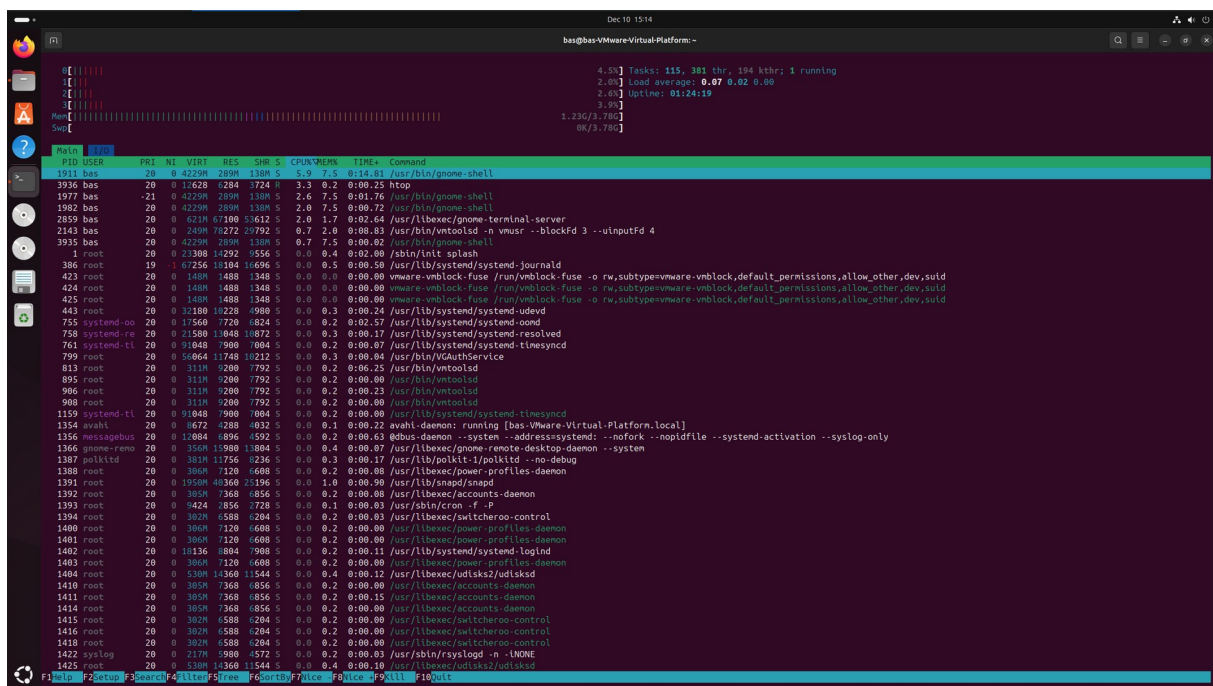 Dec 10 15:14
bas@bas-VMware-Virtual-Platform: ~
0[|||||| 4.5%] Tasks: 115, 381 thr, 194 kthr; 1 running
1[||| 2.0%] Load average: 0.07 0.02 0.00
2[|||| 2.6%] Uptime: 01:24:19
3[|||||| 3.9%]
Mem[ 1.23G/3.78G]
Swp[ 0K/3.78G]
Main I/O
PID USER PRI NI VIRT RES SHR S CPU%▽MEM% TIME+ Command
1911 bas 20 0 4229M 289M 138M S 5.9 7.5 0:14.81 /usr/bin/gnome-shell
3936 bas 20 0 12628 6284 3724 R 3.3 0.2 0:00.25 htop
1977 bas -21 0 4229M 289M 138M S 2.6 7.5 0:01.76 /usr/bin/gnome-shell
1982 bas 20 0 4229M 289M 138M S 2.0 7.5 0:00.72 /usr/bin/gnome-shell
2859 bas 20 0 621M 67100 53612 S 2.0 1.7 0:02.64 /usr/libexec/gnome-terminal-server
2143 bas 20 0 249M 78272 29792 S 0.7 2.0 0:08.83 /usr/bin/vmtoolsd -n vmusr --blockFd 3 --uinputFd 4
3935 bas 20 0 4229M 289M 138M S 0.7 7.5 0:00.02 /usr/bin/gnome-shell
1 root 20 0 23308 14292 9556 S 0.0 0.4 0:02.00 /sbin/init splash
386 root 19 -1 67256 18104 16696 S 0.0 0.5 0:00.50 /usr/lib/systemd/systemd-journald
423 root 20 0 148M 1488 1348 S 0.0 0.0 0:00.00 vmware-vmblock-fuse /run/vmblock-fuse -o rw,subtype=vmware-vmblock,default_permissions,allow_other,dev,suid
424 root 20 0 148M 1488 1348 S 0.0 0.0 0:00.00 vmware-vmblock-fuse /run/vmblock-fuse -o rw,subtype=vmware-vmblock,default_permissions,allow_other,dev,suid
425 root 20 0 148M 1488 1348 S 0.0 0.0 0:00.00 vmware-vmblock-fuse /run/vmblock-fuse -o rw,subtype=vmware-vmblock,default_permissions,allow_other,dev,suid
443 root 20 0 32180 10228 4980 S 0.0 0.3 0:00.24 /usr/lib/systemd/systemd-udevd
755 systemd-oo 20 0 17560 7720 6824 S 0.0 0.2 0:02.57 /usr/lib/systemd/systemd-oomd
758 systemd-re 20 0 21580 13048 10872 S 0.0 0.3 0:00.17 /usr/lib/systemd/systemd-resolved
761 systemd-ti 20 0 91048 7900 7004 S 0.0 0.2 0:00.07 /usr/lib/systemd/systemd-timesyncd
799 root 20 0 56064 11748 10212 S 0.0 0.3 0:00.04 /usr/bin/VGAuthService
813 root 20 0 311M 9200 7792 S 0.0 0.2 0:06.25 /usr/bin/vmtoolsd
895 root 20 0 311M 9200 7792 S 0.0 0.2 0:00.00 /usr/bin/vmtoolsd
906 root 20 0 311M 9200 7792 S 0.0 0.2 0:00.23 /usr/bin/vmtoolsd
908 root 20 0 311M 9200 7792 S 0.0 0.2 0:00.00 /usr/bin/vmtoolsd
1159 systemd-ti 20 0 91048 7900 7004 S 0.0 0.2 0:00.00 /usr/lib/systemd/systemd-timesyncd
1354 avahi 20 0 8672 4288 4032 S 0.0 0.1 0:00.22 avahi-daemon: running [bas-VMware-Virtual-Platform.local]
1356 messagebus 20 0 12084 6896 4592 S 0.0 0.2 0:00.63 @dbus-daemon --system --address=systemd: --nofork --nopidfile --systemd-activation --syslog-only
1366 gnome-remo 20 0 356M 15980 13804 S 0.0 0.4 0:00.07 /usr/libexec/gnome-remote-desktop-daemon --system
1387 polkitd 20 0 381M 11756 8236 S 0.0 0.3 0:00.17 /usr/lib/polkit-1/polkitd --no-debug
1388 root 20 0 306M 7120 6608 S 0.0 0.2 0:00.08 /usr/libexec/power-profiles-daemon
1391 root 20 0 1950M 40360 25196 S 0.0 1.0 0:00.90 /usr/lib/snapd/snapd
1392 root 20 0 305M 7368 6856 S 0.0 0.2 0:00.08 /usr/libexec/accounts-daemon
1393 root 20 0 9424 2856 2728 S 0.0 0.1 0:00.03 /usr/sbin/cron -f -P
1394 root 20 0 302M 6588 6204 S 0.0 0.2 0:00.03 /usr/libexec/switcheroo-control
1400 root 20 0 306M 7120 6608 S 0.0 0.2 0:00.00 /usr/libexec/power-profiles-daemon
1401 root 20 0 306M 7120 6608 S 0.0 0.2 0:00.00 /usr/libexec/power-profiles-daemon
1402 root 20 0 18136 8804 7908 S 0.0 0.2 0:00.11 /usr/lib/systemd/systemd-logind
1403 root 20 0 306M 7120 6608 S 0.0 0.2 0:00.00 /usr/libexec/power-profiles-daemon
1404 root 20 0 530M 14360 11544 S 0.0 0.4 0:00.12 /usr/libexec/udisks2/udisksd
1410 root 20 0 305M 7368 6856 S 0.0 0.2 0:00.00 /usr/libexec/accounts-daemon
1411 root 20 0 305M 7368 6856 S 0.0 0.2 0:00.15 /usr/libexec/accounts-daemon
1414 root 20 0 305M 7368 6856 S 0.0 0.2 0:00.00 /usr/libexec/accounts-daemon
1415 root 20 0 302M 6588 6204 S 0.0 0.2 0:00.00 /usr/libexec/switcheroo-control
1416 root 20 0 302M 6588 6204 S 0.0 0.2 0:00.00 /usr/libexec/switcheroo-control
1418 root 20 0 302M 6588 6204 S 0.0 0.2 0:00.00 /usr/libexec/switcheroo-control
1422 syslog 20 0 217M 5980 4572 S 0.0 0.2 0:00.03 /usr/sbin/rsyslogd -n -iNONE
1425 root 20 0 530M 14360 11544 S 0.0 0.4 0:00.10 /usr/libexec/udisks2/udisksd
F1Help F2Setup F3SearchF4FilterF5Tree F6SortByF7Nice -F8Nice +F9Kill F10Quit